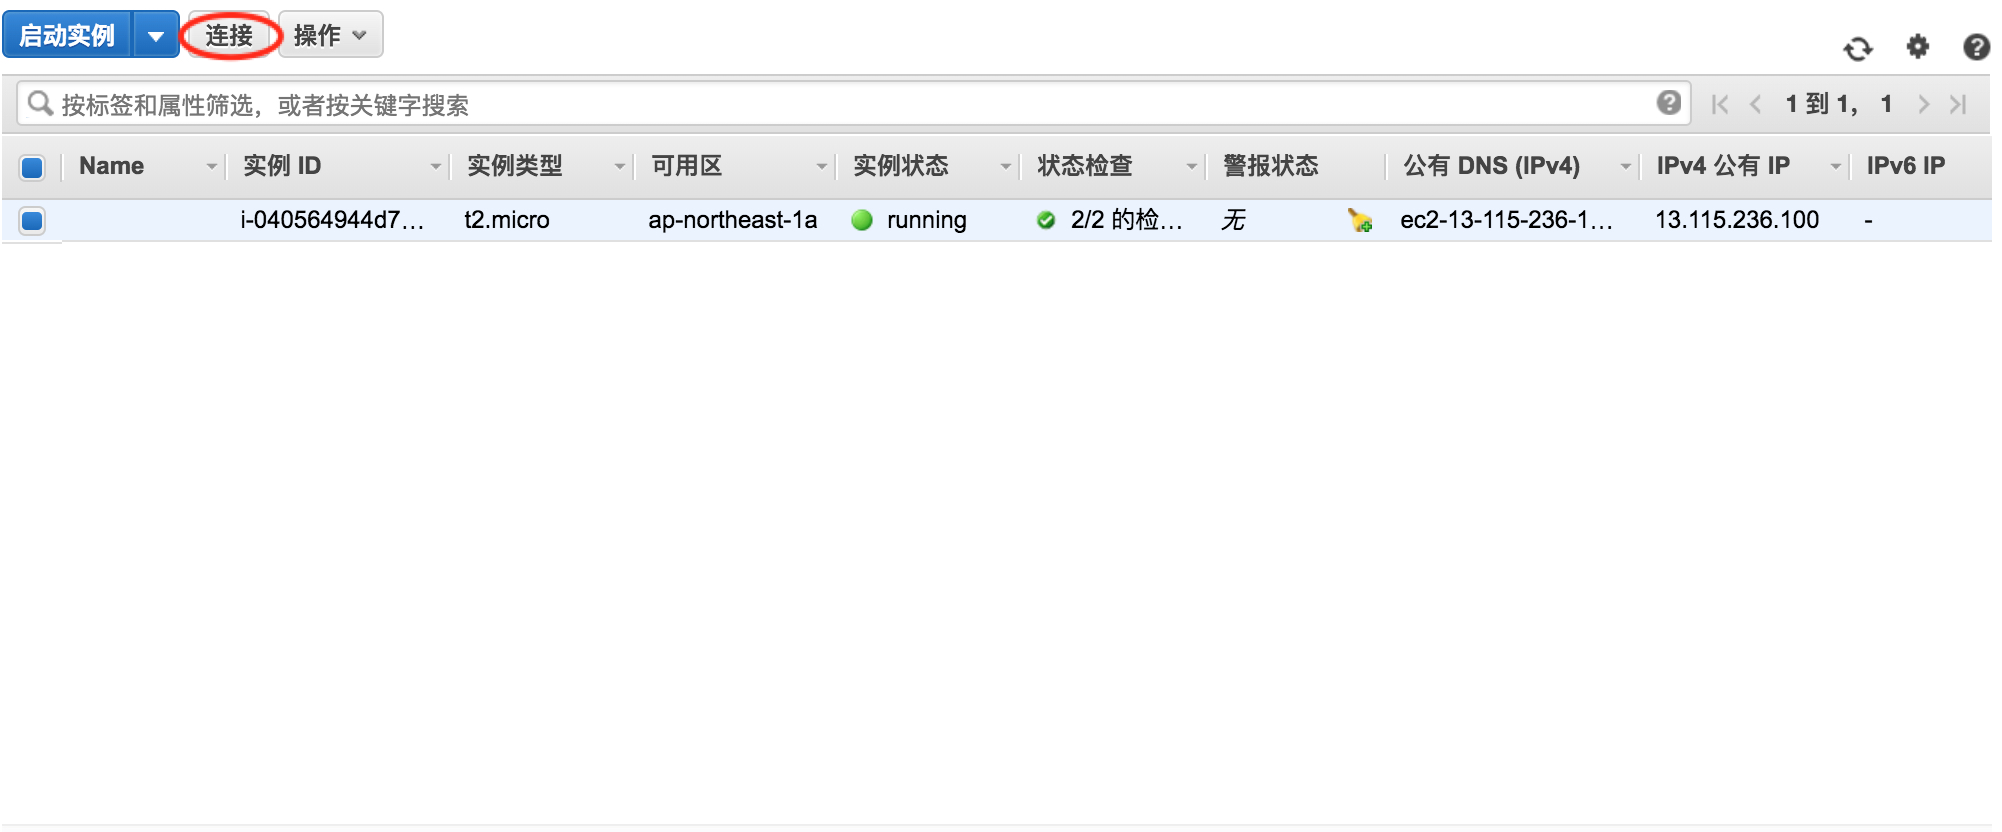 启动实例 连接 操作
按标签和属性筛选，或者按关键字搜索 1 到 1， 1
Name 实例 ID 实例类型 可用区 实例状态 状态检查 警报状态 公有 DNS (IPv4) IPv4 公有 IP IPv6 IP
i-040564944d7... t2.micro ap-northeast-1a running 2/2 的检... 无 ec2-13-115-236-1... 13.115.236.100 -